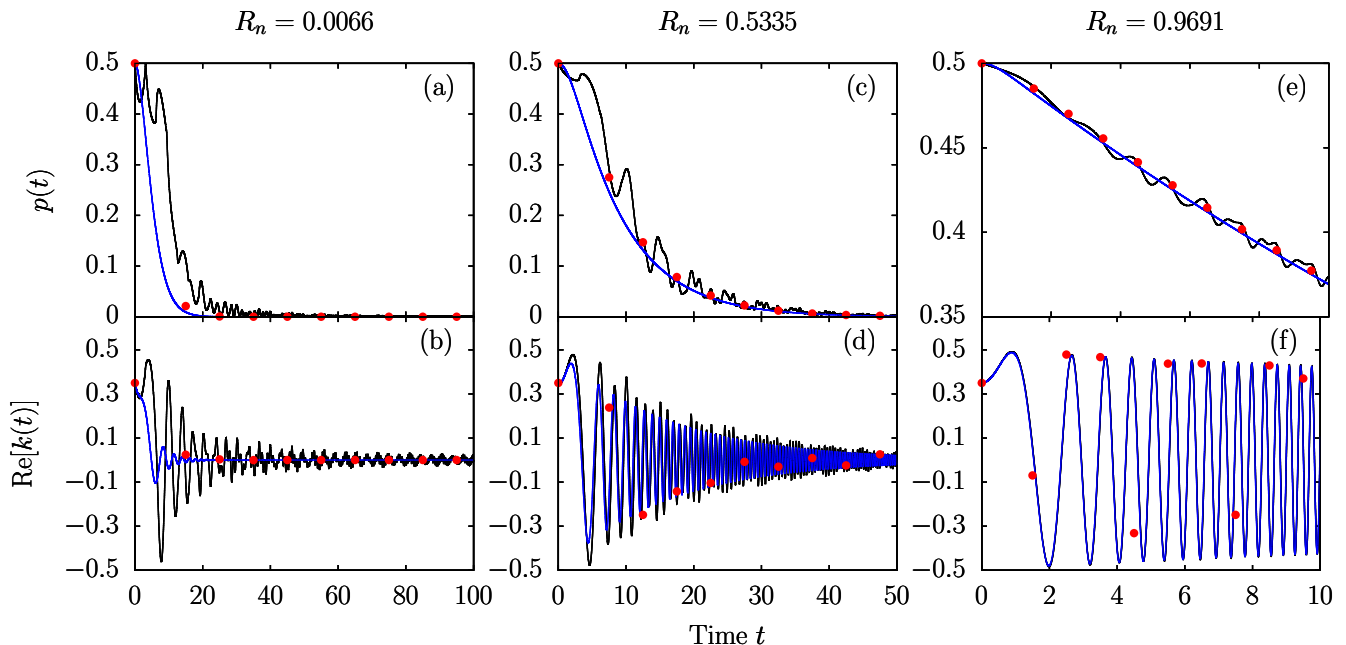 Rₙ = 0.0066 Rₙ = 0.5335 Rₙ = 0.9691
0.5 0.5 0.5
(a) (c) (e)
0.4 0.4
0.45
0.3 0.3
p(t)
0.2 0.2
0.4
0.1 0.1
0 0 0.35
(b) (d) (f)
0.5 0.5 0.5
0.3 0.3 0.3
Re[k(t)]
0.1 0.1 0.1
−0.1 −0.1 −0.1
−0.3 −0.3 −0.3
−0.5 −0.5 −0.5
0 20 40 60 80 100 0 10 20 30 40 50 0 2 4 6 8 10
Time t